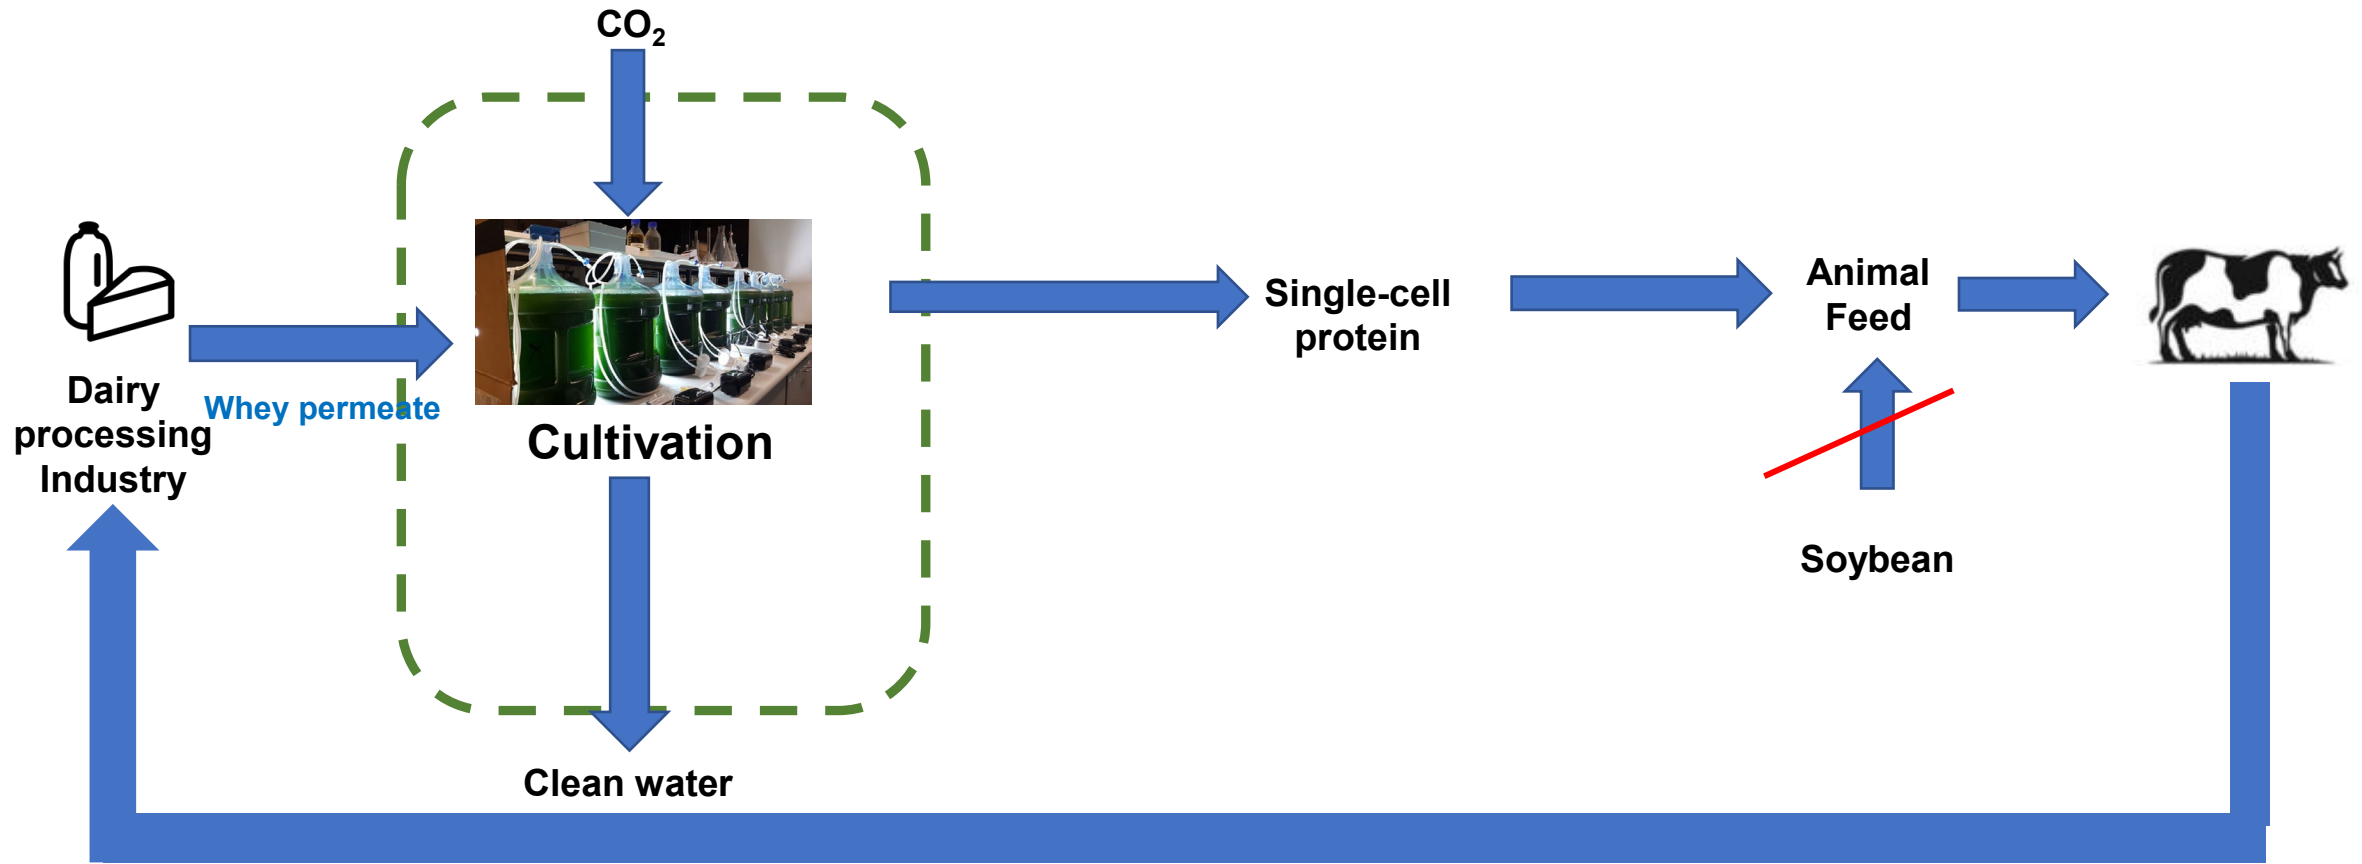 CO₂
Dairy
processing
Industry
Whey permeate
Cultivation
Clean water
Single-cell
protein
Animal
Feed
Soybean